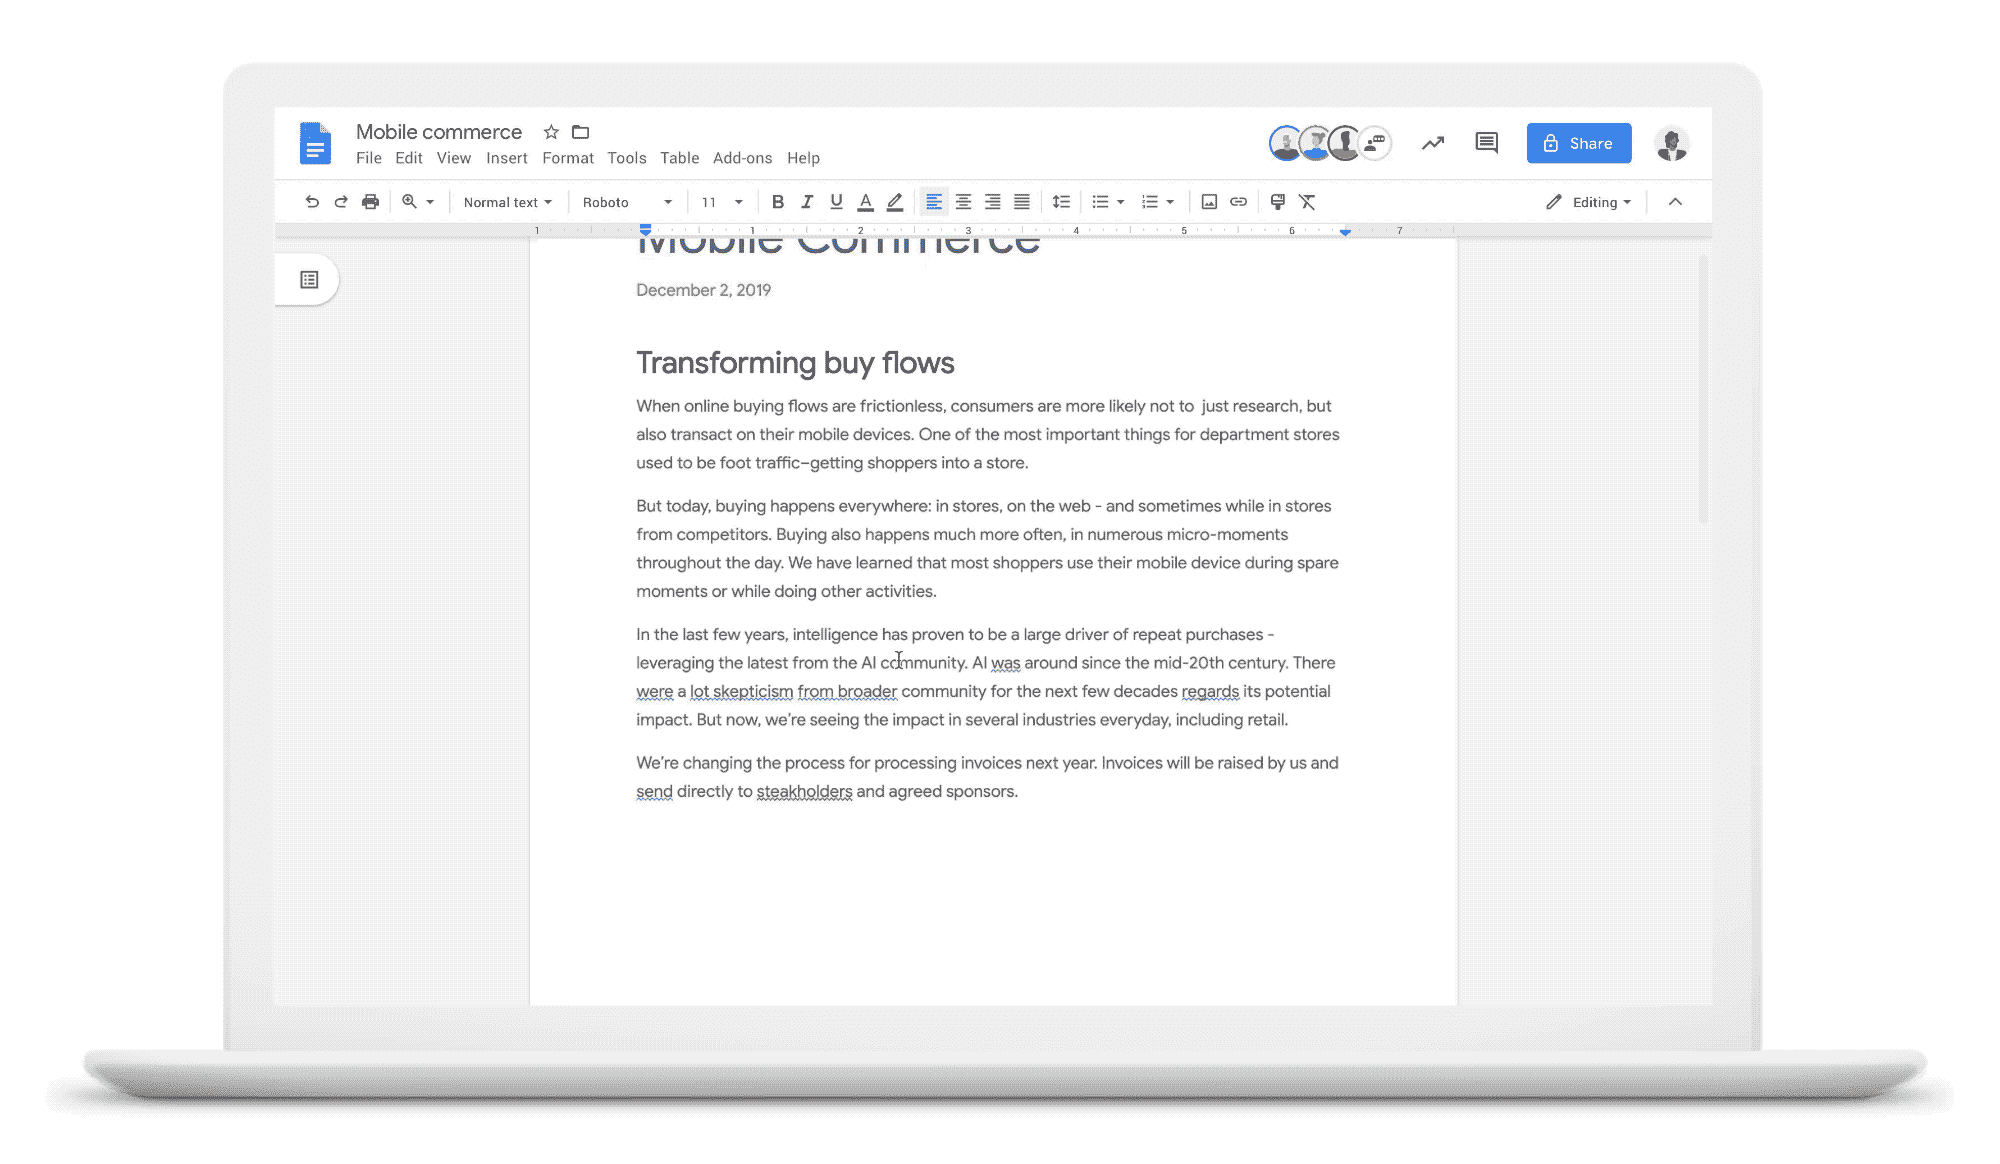 Mobile commerce
File Edit View Insert Format Tools Table Add-ons Help
Share
Normal text
Roboto
11
B I U A
Editing
1 1 2 3 4 5 6 7
Mobile Commerce
December 2, 2019
Transforming buy flows
When online buying flows are frictionless, consumers are more likely not to just research, but
also transact on their mobile devices. One of the most important things for department stores
used to be foot traffic–getting shoppers into a store.
But today, buying happens everywhere: in stores, on the web - and sometimes while in stores
from competitors. Buying also happens much more often, in numerous micro-moments
throughout the day. We have learned that most shoppers use their mobile device during spare
moments or while doing other activities.
In the last few years, intelligence has proven to be a large driver of repeat purchases -
leveraging the latest from the AI community. AI was around since the mid-20th century. There
were a lot skepticism from broader community for the next few decades regards its potential
impact. But now, we’re seeing the impact in several industries everyday, including retail.
We’re changing the process for processing invoices next year. Invoices will be raised by us and
send directly to steakholders and agreed sponsors.